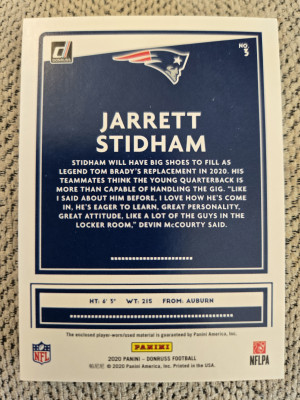 DONRUSS
NO.
5
JARRETT
STIDHAM
STIDHAM WILL HAVE BIG SHOES TO FILL AS
LEGEND TOM BRADY'S REPLACEMENT IN 2020. HIS
TEAMMATES THINK THE YOUNG QUARTERBACK IS
MORE THAN CAPABLE OF HANDLING THE GIG. "LIKE
I SAID ABOUT HIM BEFORE, I LOVE HOW HE'S COME
IN, HE'S EAGER TO LEARN, GREAT PERSONALITY,
GREAT ATTITUDE, LIKE A LOT OF THE GUYS IN THE
LOCKER ROOM," DEVIN McCOURTY SAID.
HT: 6' 3" WT: 215 FROM: AUBURN
The enclosed player-worn/used material is guaranteed by Panini America, Inc.
PANINI
NFL
2020 PANINI - DONRUSS FOOTBALL
© 2020 Panini America, Inc. Printed in the USA.
NFLPA